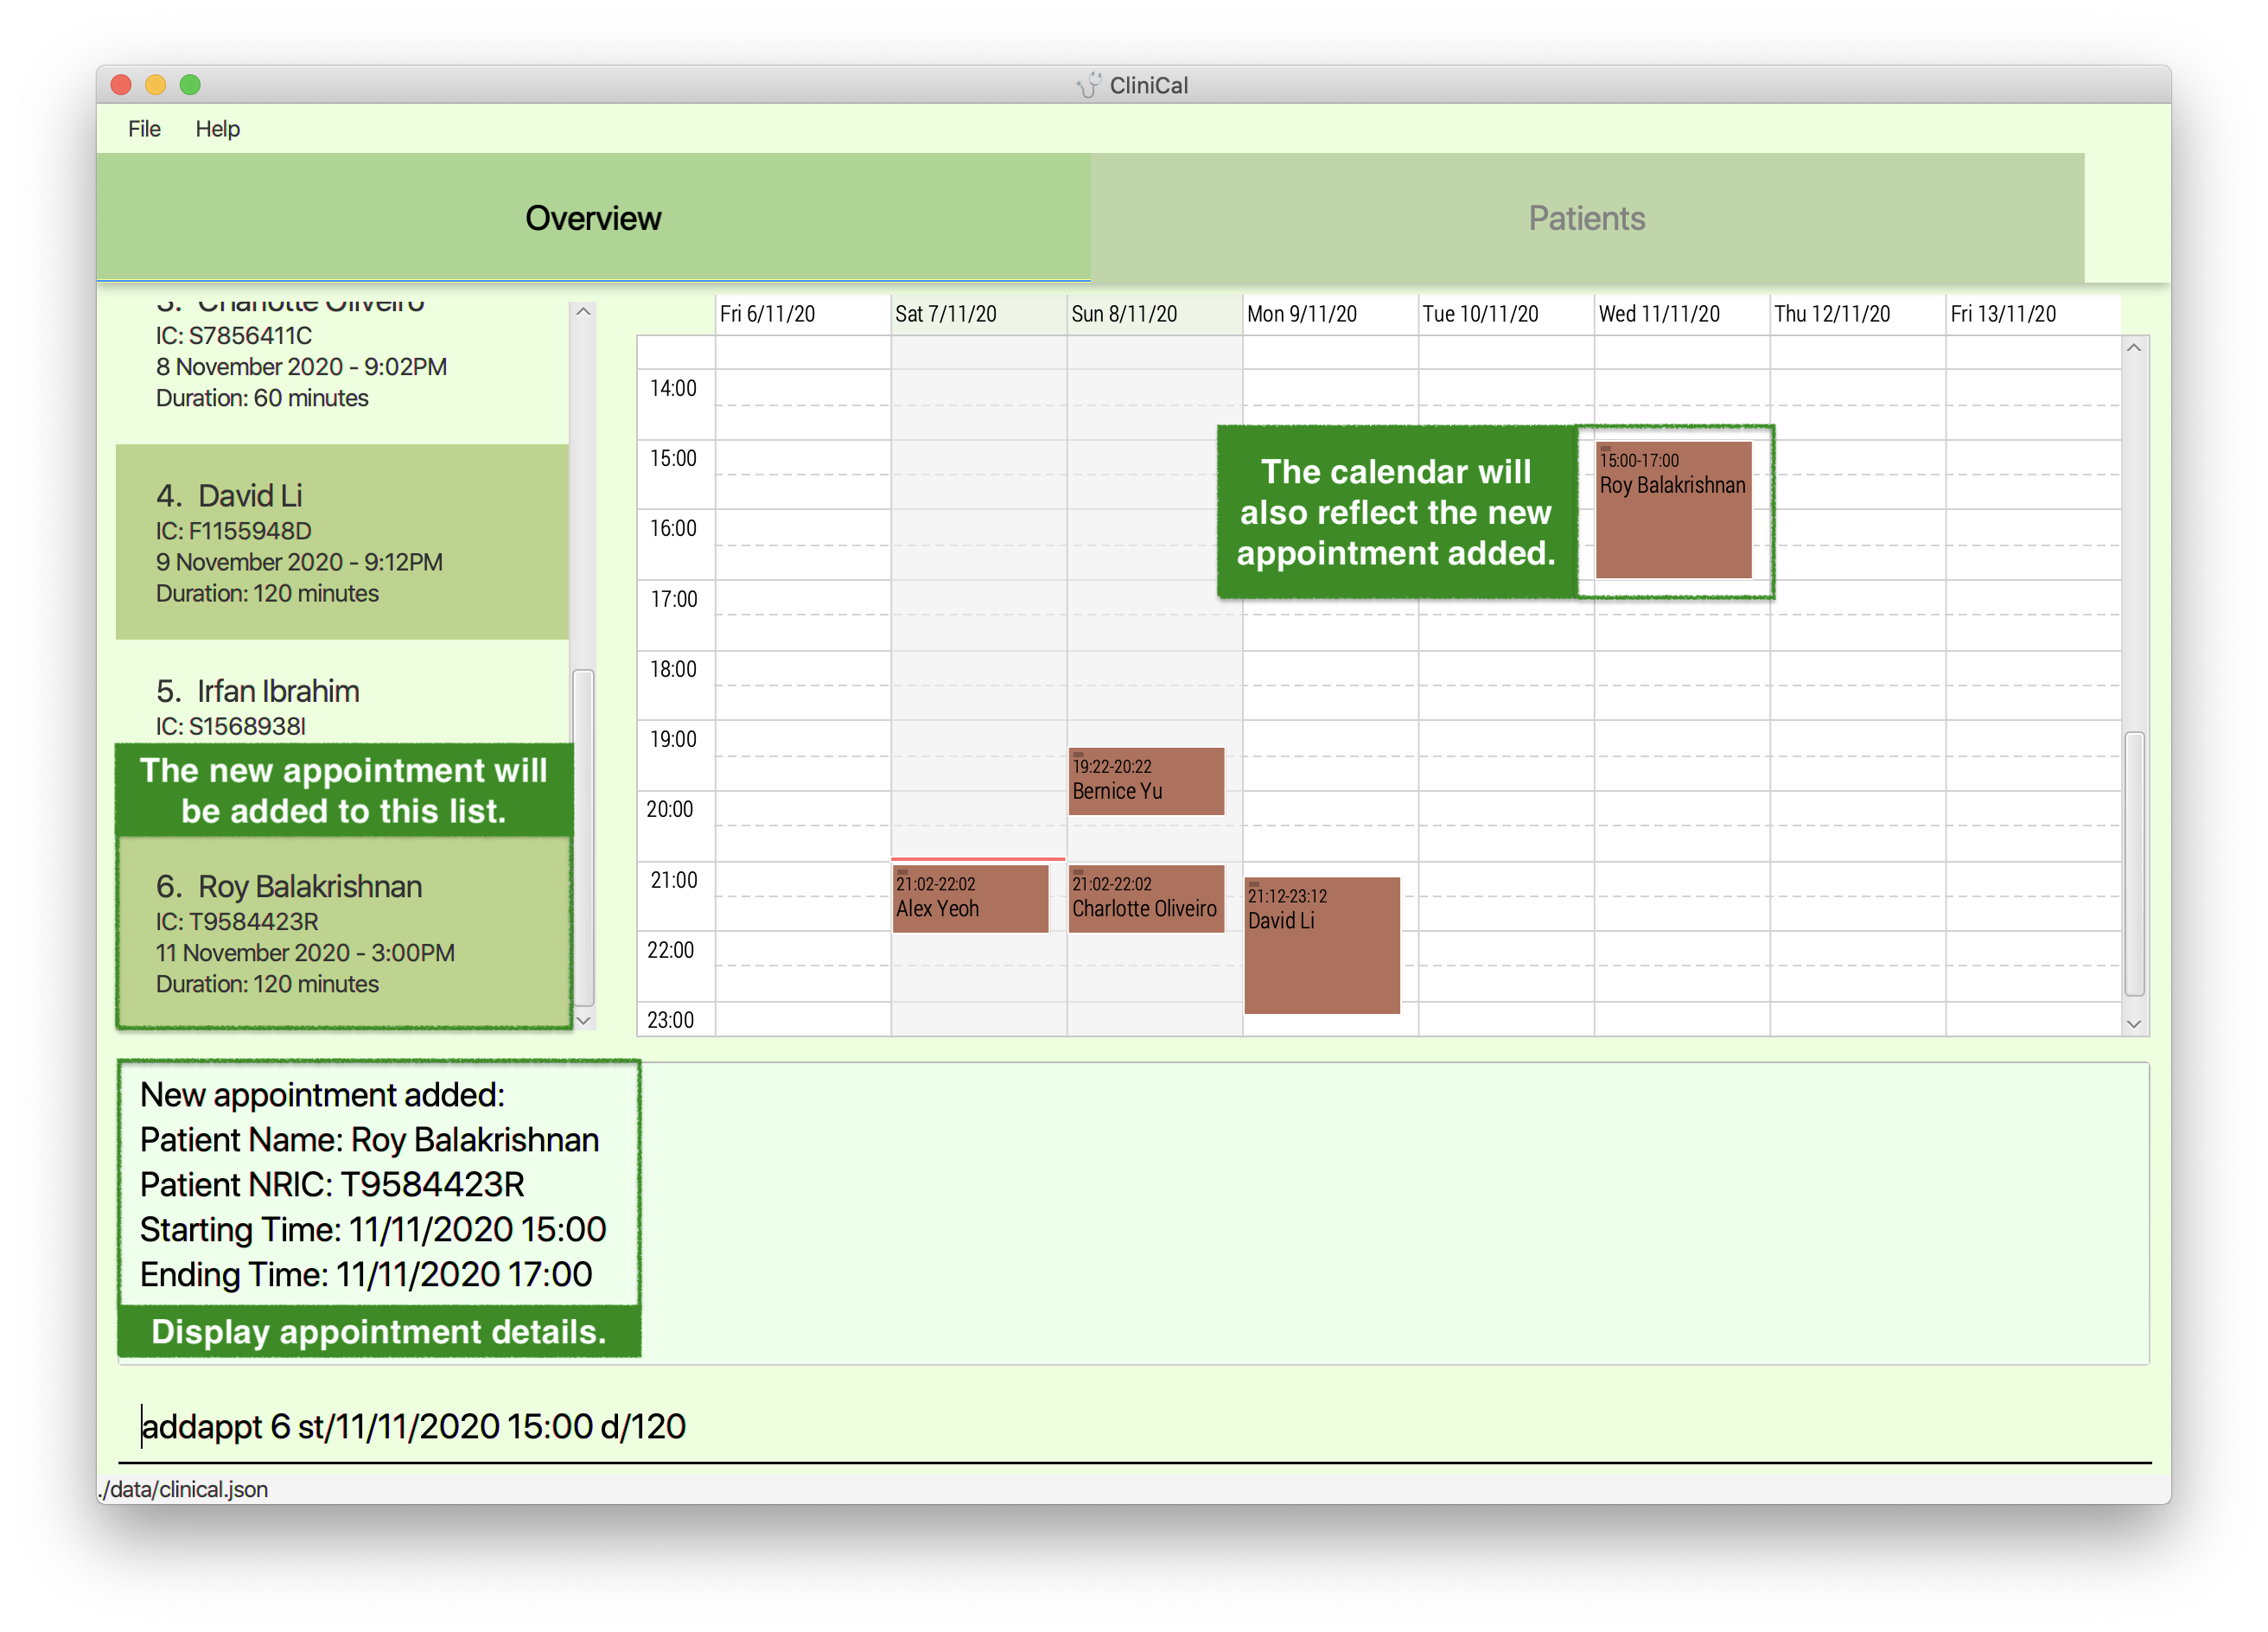 CliniCal
File Help
Overview
Patients
3. Charlotte Oliveiro
IC: S7856411C
8 November 2020 - 9:02PM
Duration: 60 minutes
4. David Li
IC: F1155948D
9 November 2020 - 9:12PM
Duration: 120 minutes
5. Irfan Ibrahim
IC: S1568938I
The new appointment will
be added to this list.
6. Roy Balakrishnan
IC: T9584423R
11 November 2020 - 3:00PM
Duration: 120 minutes
Fri 6/11/20 Sat 7/11/20 Sun 8/11/20 Mon 9/11/20 Tue 10/11/20 Wed 11/11/20 Thu 12/11/20 Fri 13/11/20
14:00
15:00
16:00
17:00
18:00
19:00
20:00
21:00
22:00
23:00
The calendar will
also reflect the new
appointment added.
15:00-17:00
Roy Balakrishnan
19:22-20:22
Bernice Yu
21:02-22:02
Alex Yeoh
21:02-22:02
Charlotte Oliveiro
21:12-23:12
David Li
New appointment added:
Patient Name: Roy Balakrishnan
Patient NRIC: T9584423R
Starting Time: 11/11/2020 15:00
Ending Time: 11/11/2020 17:00
Display appointment details.
addappt 6 st/11/11/2020 15:00 d/120
./data/clinical.json